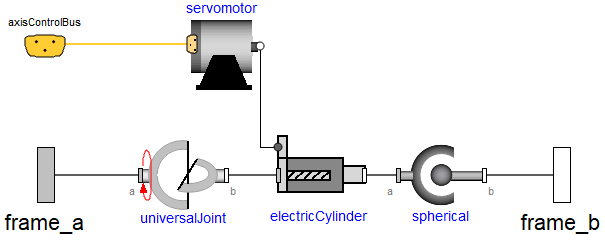 servomotor
axisControlBus
a
b
a
b
frame_a
universalJoint
electricCylinder
spherical
frame_b